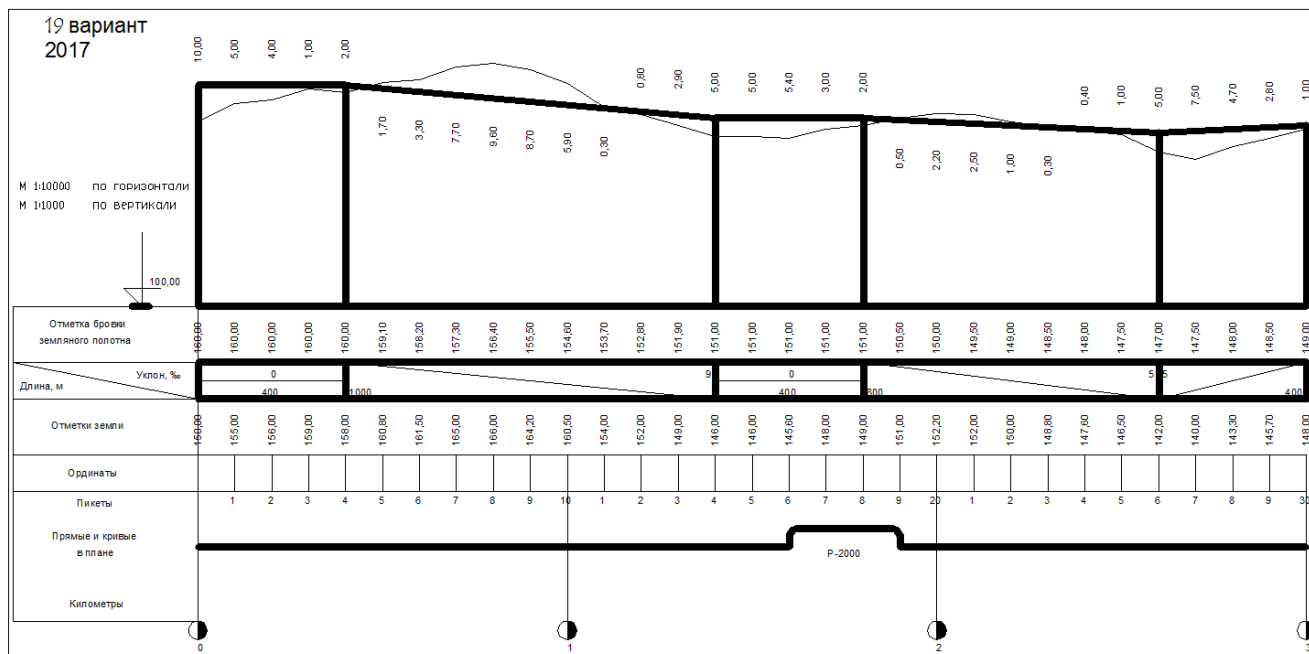 19 вариант
2017
10,00 5,00 4,00 1,00 2,00 0,80 2,90 5,00 5,00 5,40 3,00 2,00 0,40 1,00 5,00 7,50 4,70 2,80 1,00
1,70 3,30 7,70 9,60 8,70 5,90 0,30 0,50 2,20 2,50 1,00 0,30
М 1:10000 по горизонтали
М 1:1000 по вертикали
100,00
Отметка бровки
земляного полотна
160,00 160,00 160,00 160,00 160,00 159,10 158,20 157,30 156,40 155,50 154,60 153,70 152,80 151,90 151,00 151,00 151,00 151,00 151,00 150,50 150,00 149,50 149,00 148,50 148,00 147,50 147,00 147,50 148,00 148,50 149,00
Уклон, ‰ 0 9 0 5 5
Длина, м 400 1000 400 800 400
Отметки земли 150,00 155,00 156,00 159,00 158,00 160,80 161,50 165,00 166,00 164,20 160,50 154,00 152,00 149,00 146,00 146,00 145,60 148,00 149,00 151,00 152,20 152,00 150,00 148,80 147,60 146,50 142,00 140,00 143,30 145,70 148,00
Ординаты
Пикеты 1 2 3 4 5 6 7 8 9 10 1 2 3 4 5 6 7 8 9 20 1 2 3 4 5 6 7 8 9 30
Прямые и кривые
в плане
Р-2000
Километры
0 1 2 3